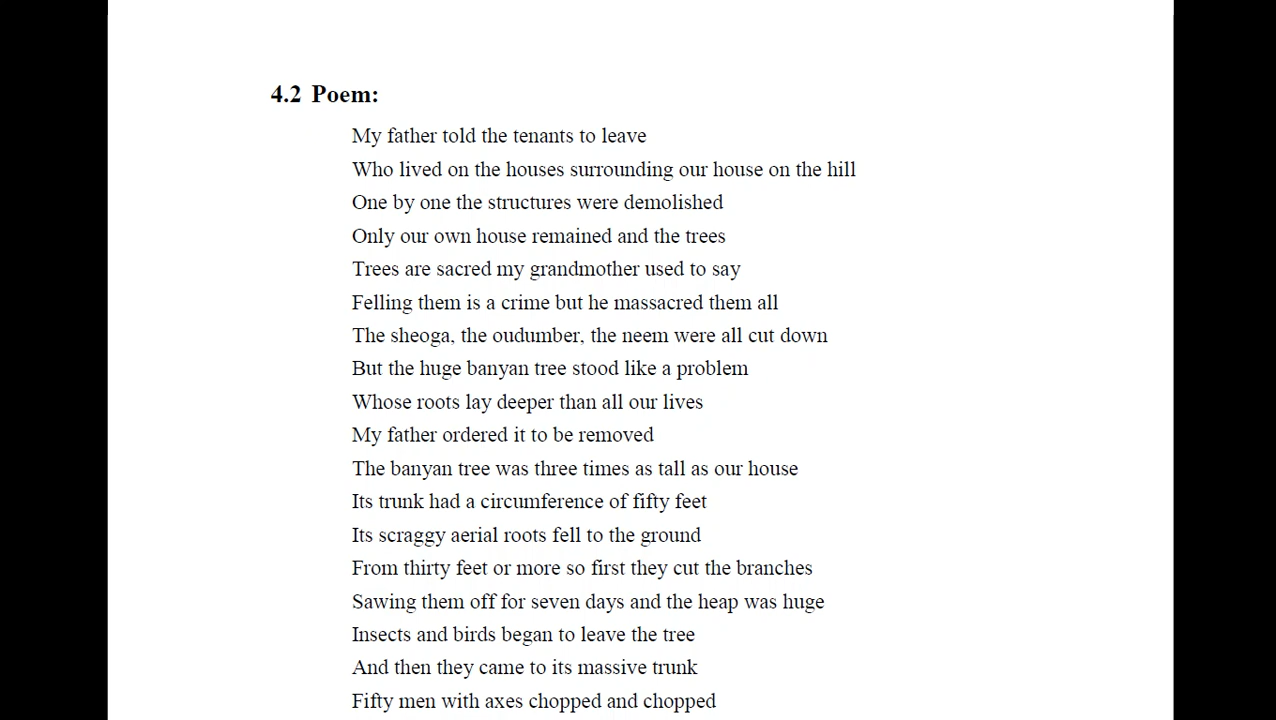 4.2 Poem:
My father told the tenants to leave
Who lived on the houses surrounding our house on the hill
One by one the structures were demolished
Only our own house remained and the trees
Trees are sacred my grandmother used to say
Felling them is a crime but he massacred them all
The sheoga, the oudumber, the neem were all cut down
But the huge banyan tree stood like a problem
Whose roots lay deeper than all our lives
My father ordered it to be removed
The banyan tree was three times as tall as our house
Its trunk had a circumference of fifty feet
Its scraggy aerial roots fell to the ground
From thirty feet or more so first they cut the branches
Sawing them off for seven days and the heap was huge
Insects and birds began to leave the tree
And then they came to its massive trunk
Fifty men with axes chopped and chopped